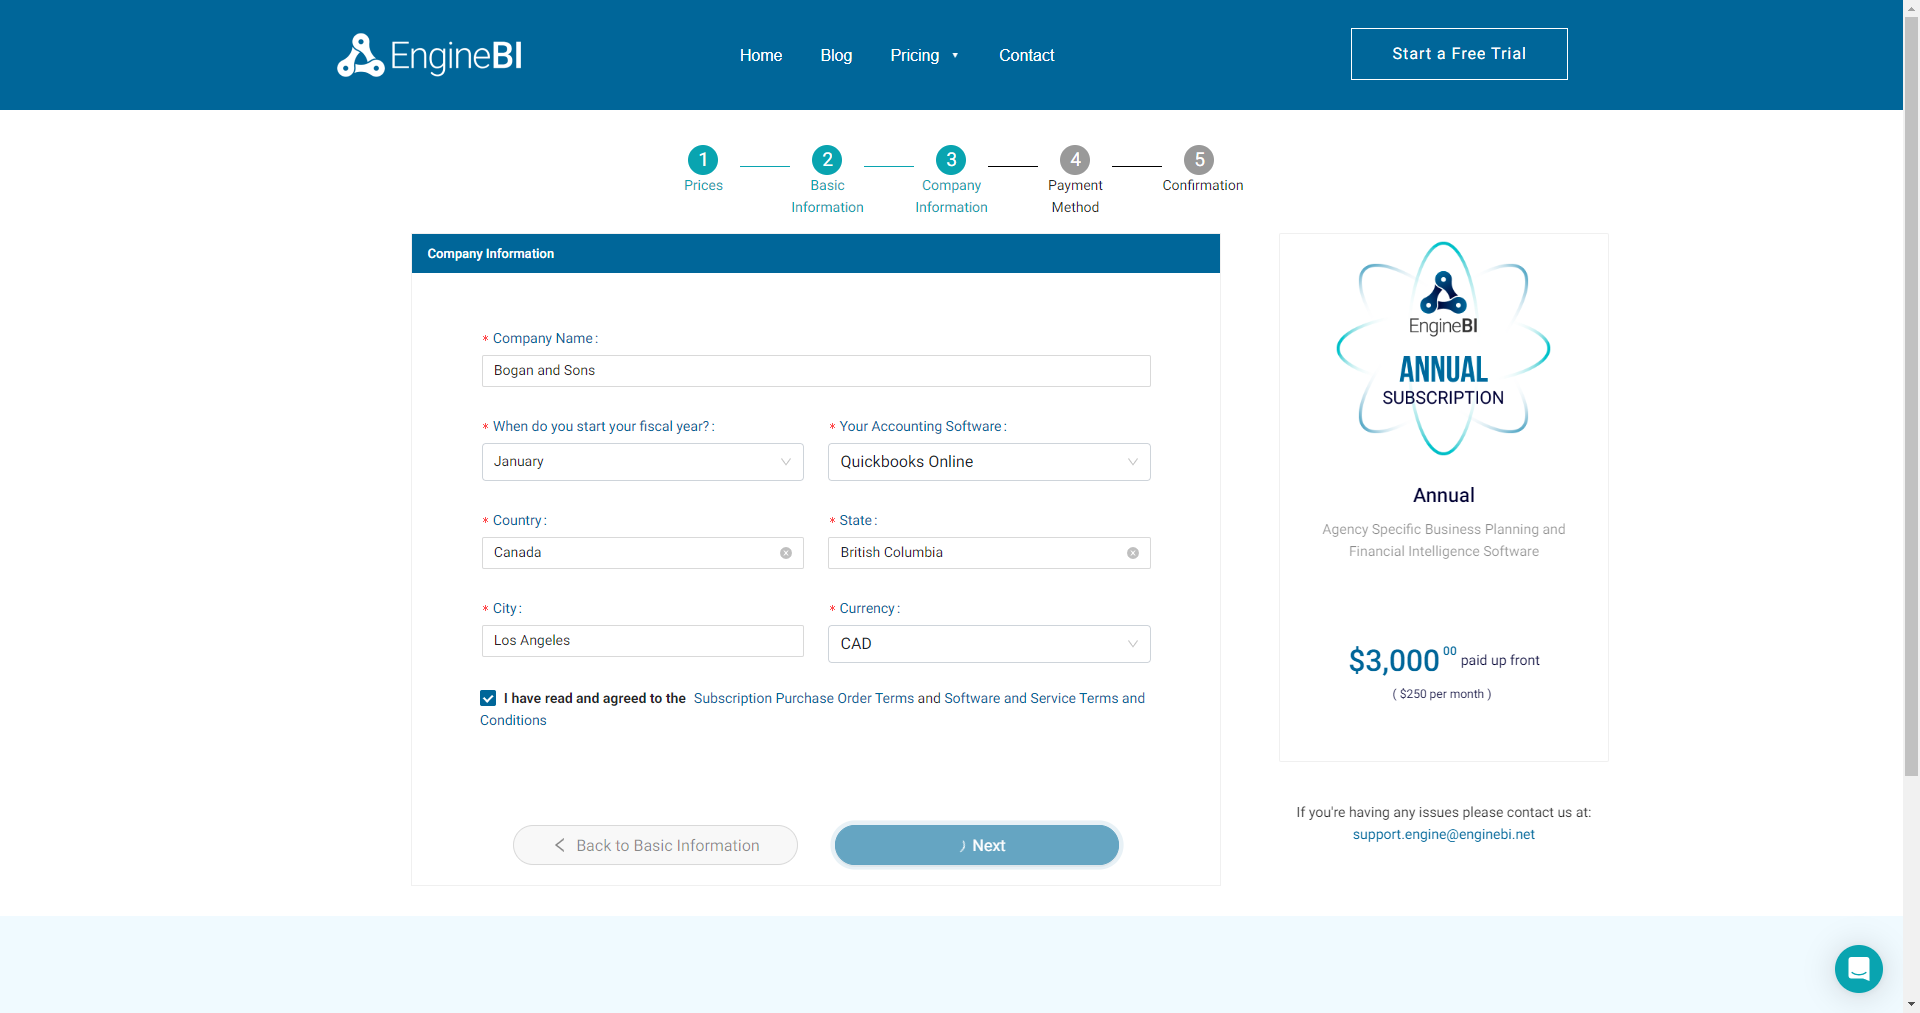 EngineBI
Home
Blog
Pricing
Contact
Start a Free Trial
1
Prices
2
Basic
Information
3
Company
Information
4
Payment
Method
5
Confirmation
Company Information
* Company Name :
Bogan and Sons
* When do you start your fiscal year? :
January
* Your Accounting Software :
Quickbooks Online
* Country :
Canada
* State :
British Columbia
* City :
Los Angeles
* Currency :
CAD
I have read and agreed to the Subscription Purchase Order Terms and Software and Service Terms and
Conditions
Back to Basic Information
Next
EngineBI
ANNUAL
SUBSCRIPTION
Annual
Agency Specific Business Planning and
Financial Intelligence Software
$3,000 00 paid up front
( $250 per month )
If you're having any issues please contact us at:
support.engine@enginebi.net